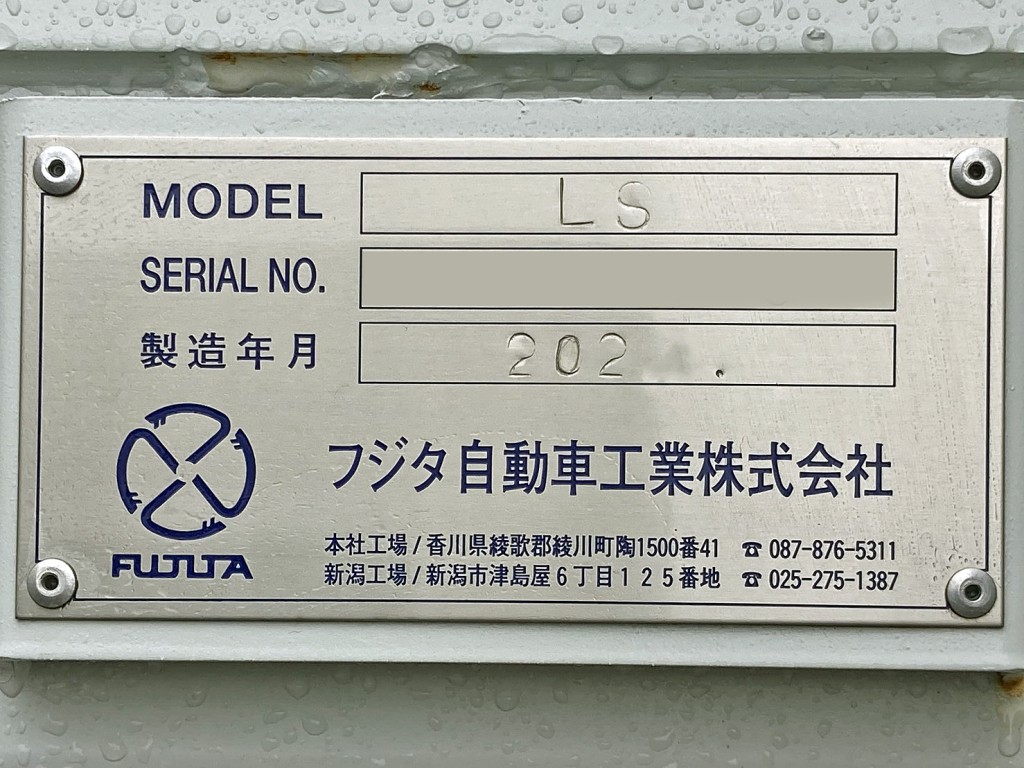 MODEL LS
SERIAL NO.
製造年月 202 .
フジタ自動車工業株式会社
FUJITA
本社工場/香川県綾歌郡綾川町陶1500番41 ☎ 087-876-5311
新潟工場/新潟市津島屋6丁目125番地 ☎ 025-275-1387